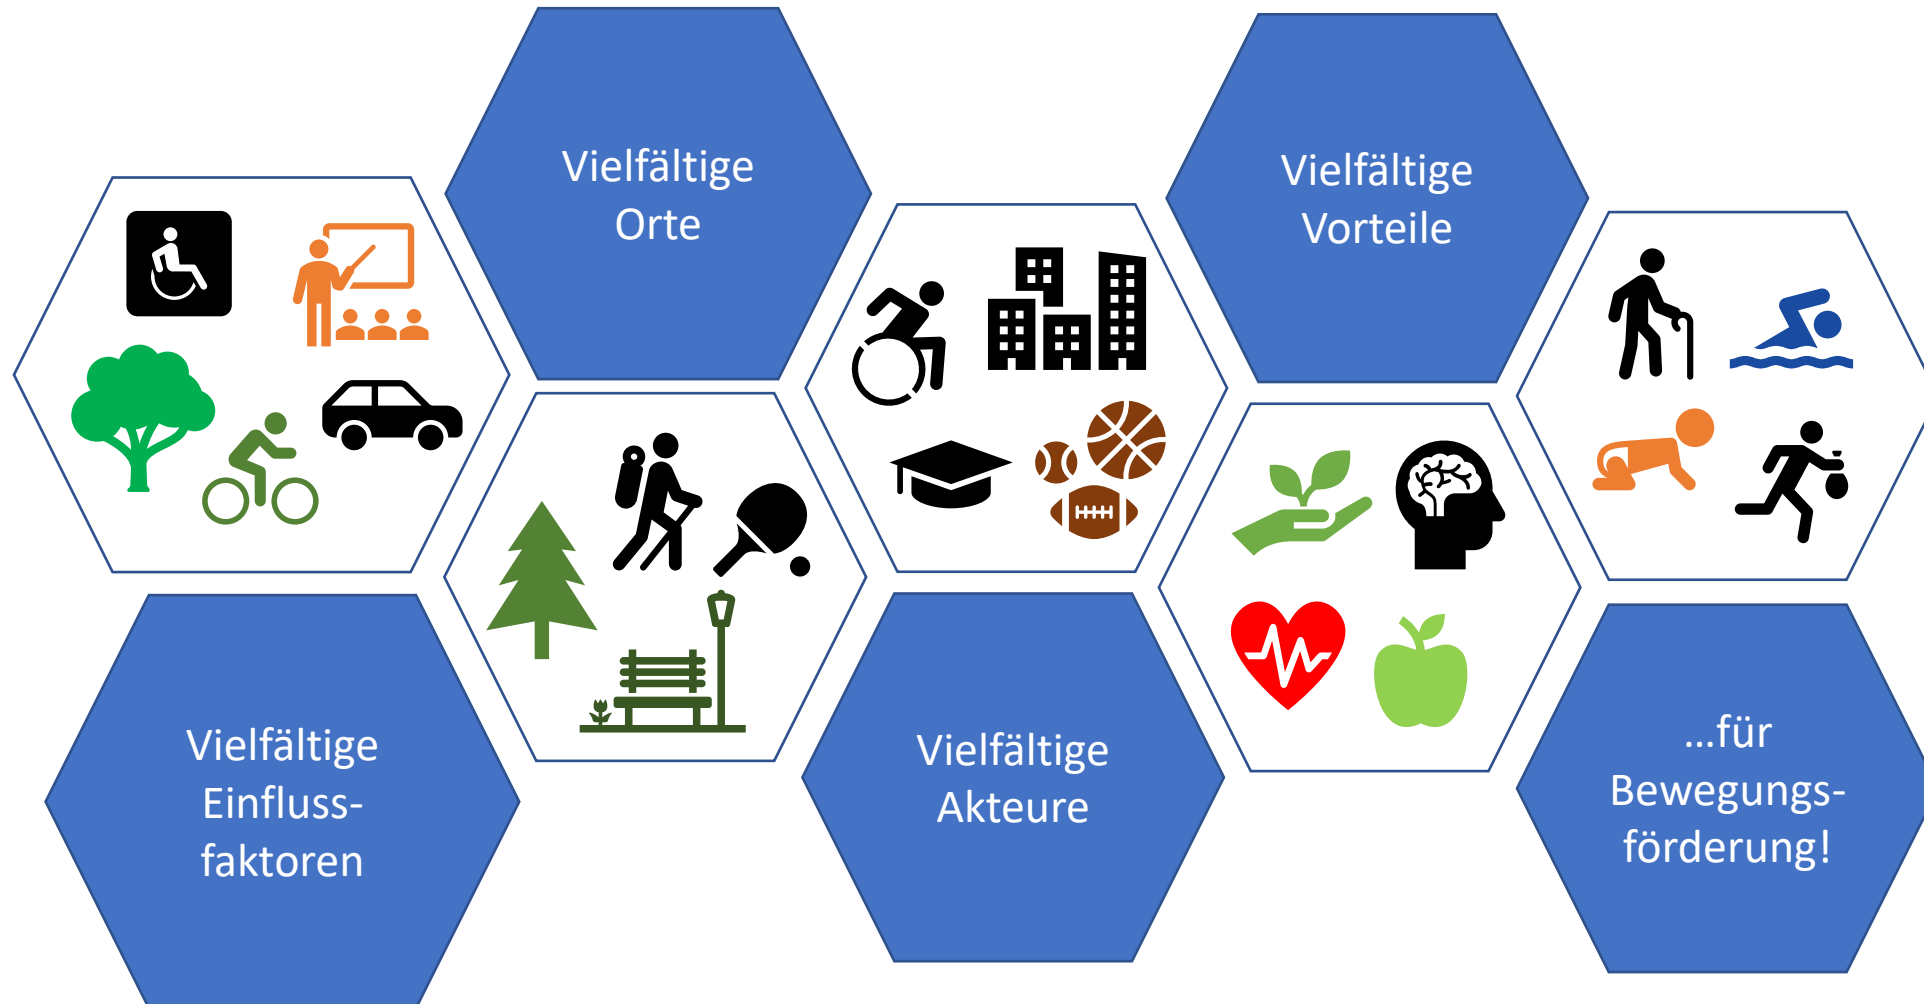 Vielfältige
Einfluss-
faktoren
Vielfältige
Orte
Vielfältige
Akteure
Vielfältige
Vorteile
...für
Bewegungs-
förderung!